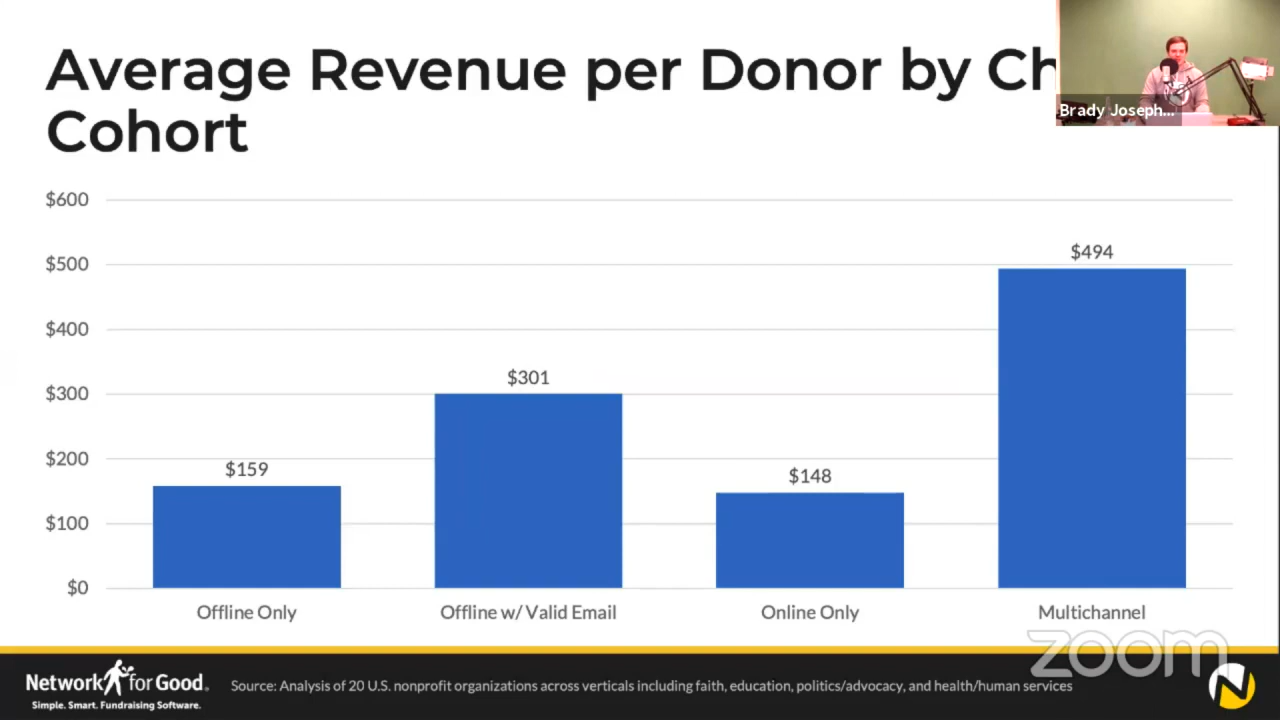 Average Revenue per Donor by Ch
Cohort
Brady Joseph...
$600
$500
$400
$300
$200
$100
$0
$159
$301
$148
$494
Offline Only
Offline w/ Valid Email
Online Only
Multichannel
zoom
Network for Good.
Simple. Smart. Fundraising Software.
Source: Analysis of 20 U.S. nonprofit organizations across verticals including faith, education, politics/advocacy, and health/human services
N